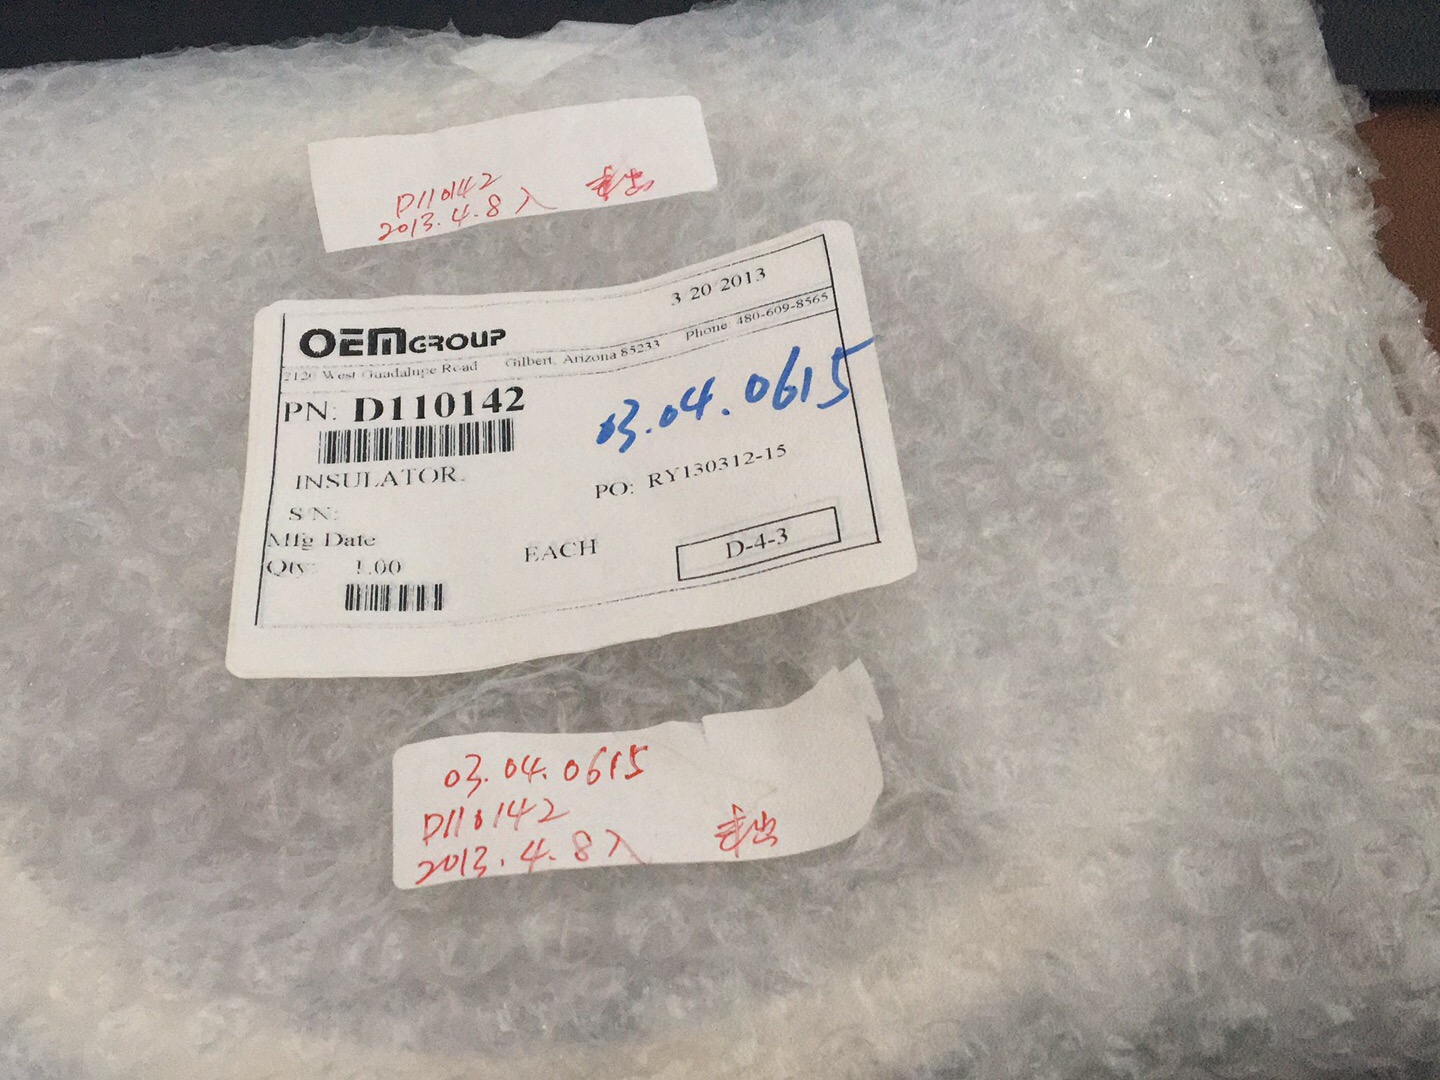 D110142
2013.4.8入
3 20 2013
OEMGROUP
2120 West Guadalupe Road Gilbert, Arizona 85233 Phone 480-609-8565
PN: D110142
03.04.0615
INSULATOR.
PO: RY130312-15
S/N:
Mfg Date
EACH
D-4-3
Qty: 1.00
03.04.0615
D110142
2013.4.8入